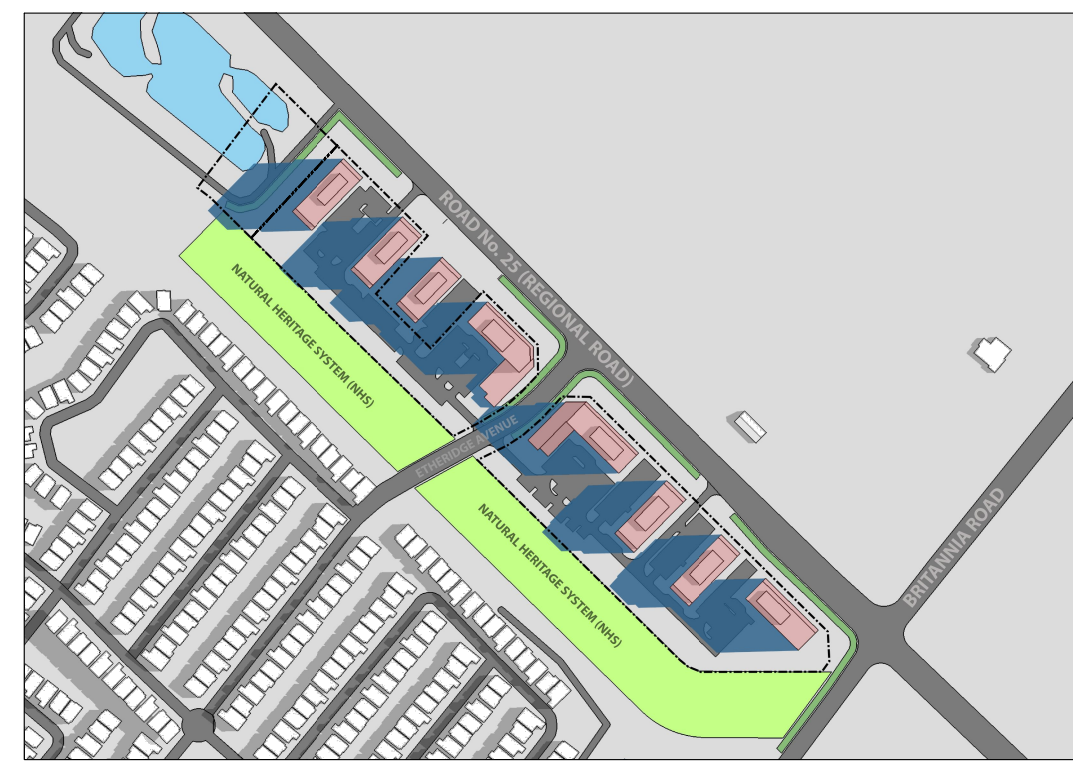 ROAD No. 25 (REGIONAL ROAD)
NATURAL HERITAGE SYSTEM (NHS)
ETHERIDGE AVENUE
NATURAL HERITAGE SYSTEM (NHS)
BRITANNIA ROAD